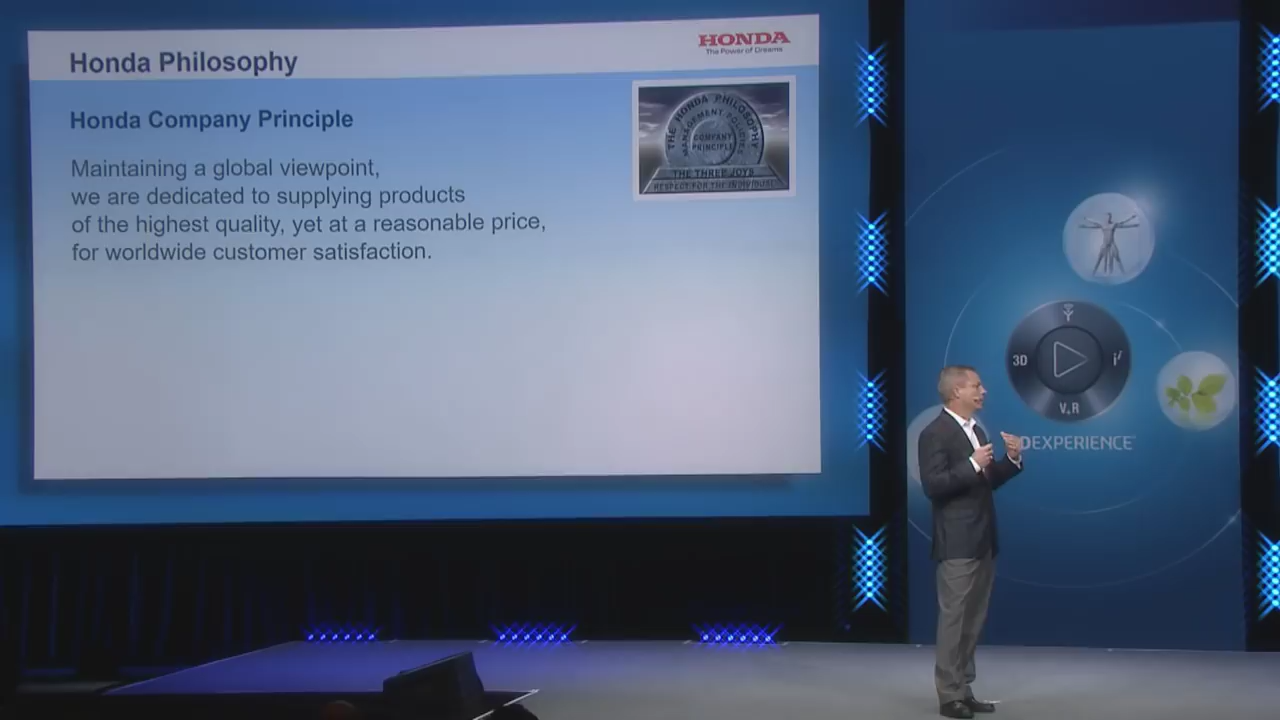 Honda Philosophy
HONDA
The Power of Dreams
Honda Company Principle
Maintaining a global viewpoint,
we are dedicated to supplying products
of the highest quality, yet at a reasonable price,
for worldwide customer satisfaction.
THE HONDA PHILOSOPHY
MANAGEMENT POLICIES
COMPANY
PRINCIPLE
THE THREE JOYS
RESPECT FOR THE INDIVIDUAL
3D
V,R
DEXPERIENCE